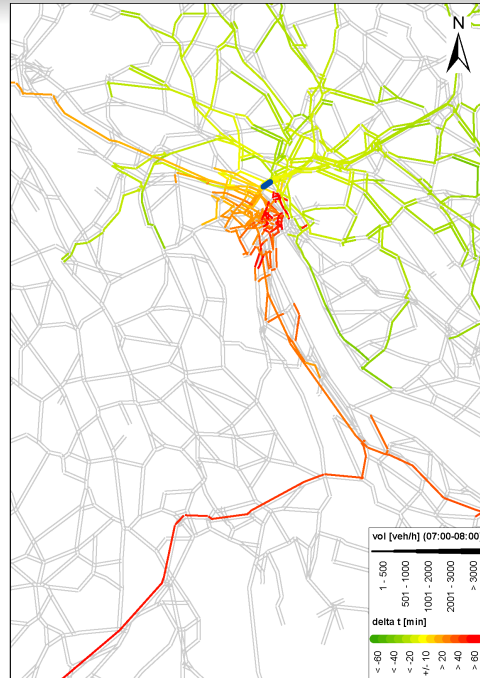 N
vol [veh/h] (07:00-08:00)
1 - 500
501 -1000
1001 - 2000
2001 - 3000
> 3000
delta t [min]
< -60
< -40
< -20
+/- 10
> 20
> 40
> 60